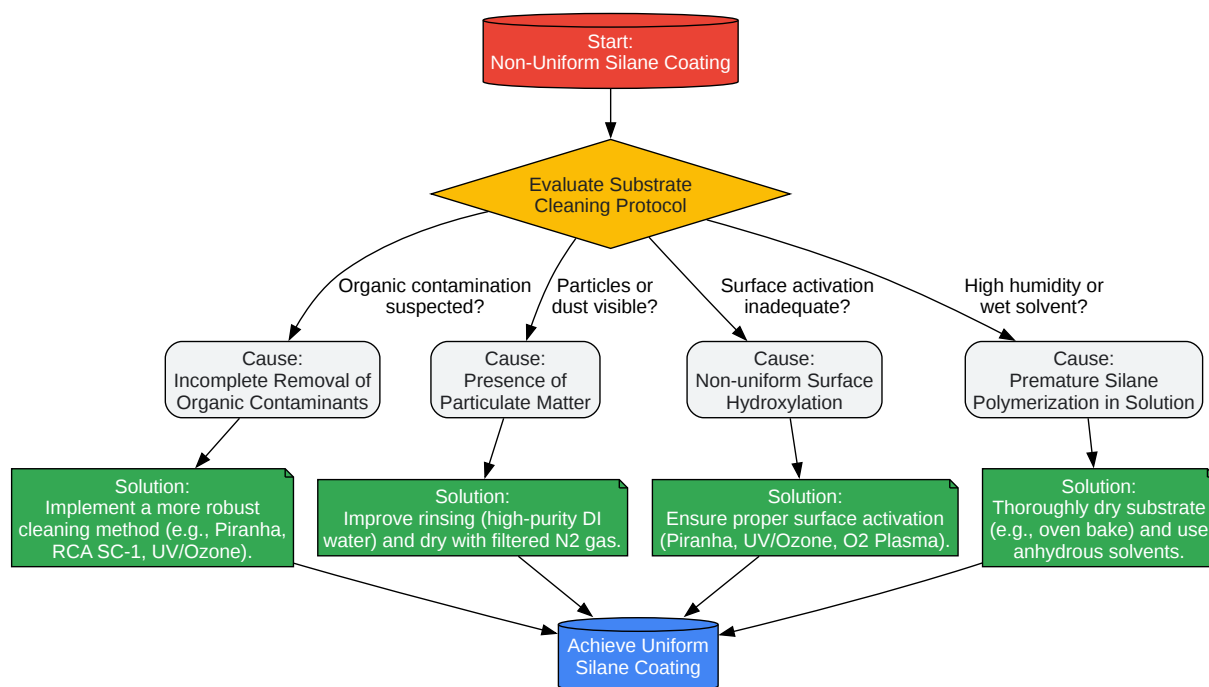 Start:
Non-Uniform Silane Coating
Evaluate Substrate
Cleaning Protocol
Organic contamination
suspected?
Particles or
dust visible?
Surface activation
inadequate?
High humidity or
wet solvent?
Cause:
Incomplete Removal of
Organic Contaminants
Cause:
Presence of
Particulate Matter
Cause:
Non-uniform Surface
Hydroxylation
Cause:
Premature Silane
Polymerization in Solution
Solution:
Implement a more robust
cleaning method (e.g., Piranha,
RCA SC-1, UV/Ozone).
Solution:
Improve rinsing (high-purity DI
water) and dry with filtered N2 gas.
Solution:
Ensure proper surface activation
(Piranha, UV/Ozone, O2 Plasma).
Solution:
Thoroughly dry substrate
(e.g., oven bake) and use
anhydrous solvents.
Achieve Uniform
Silane Coating